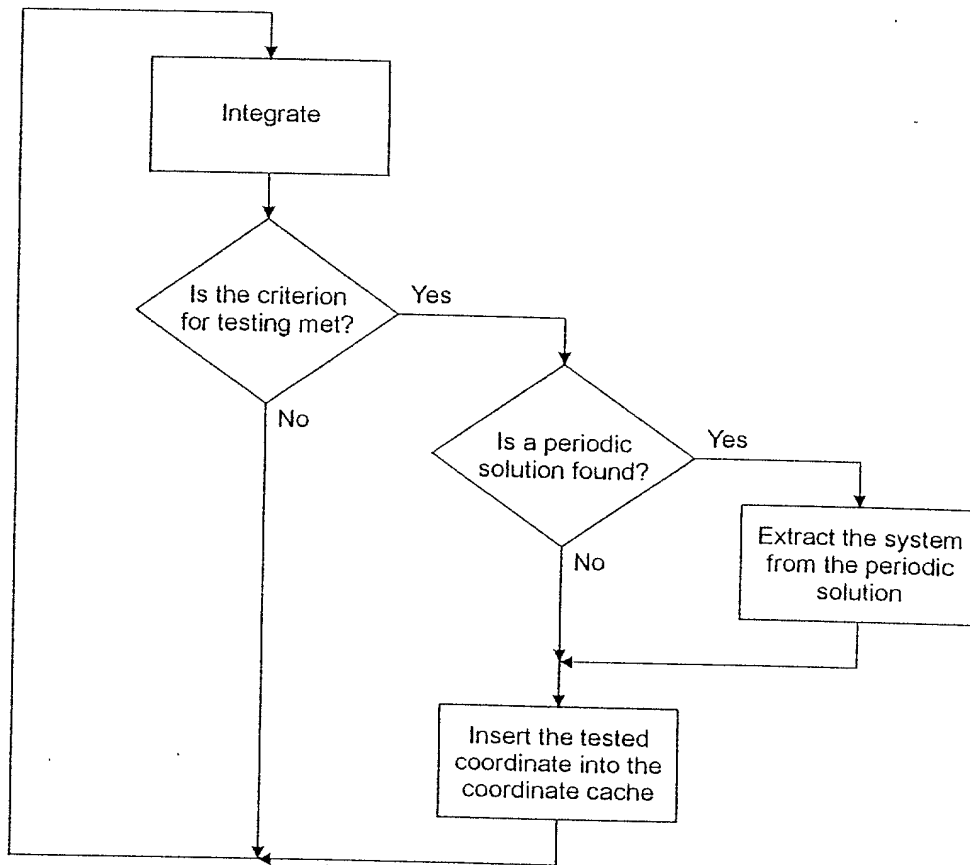 Integrate
Is the criterion
for testing met?
Yes
No
Is a periodic
solution found?
Yes
No
Extract the system
from the periodic
solution
Insert the tested
coordinate into the
coordinate cache